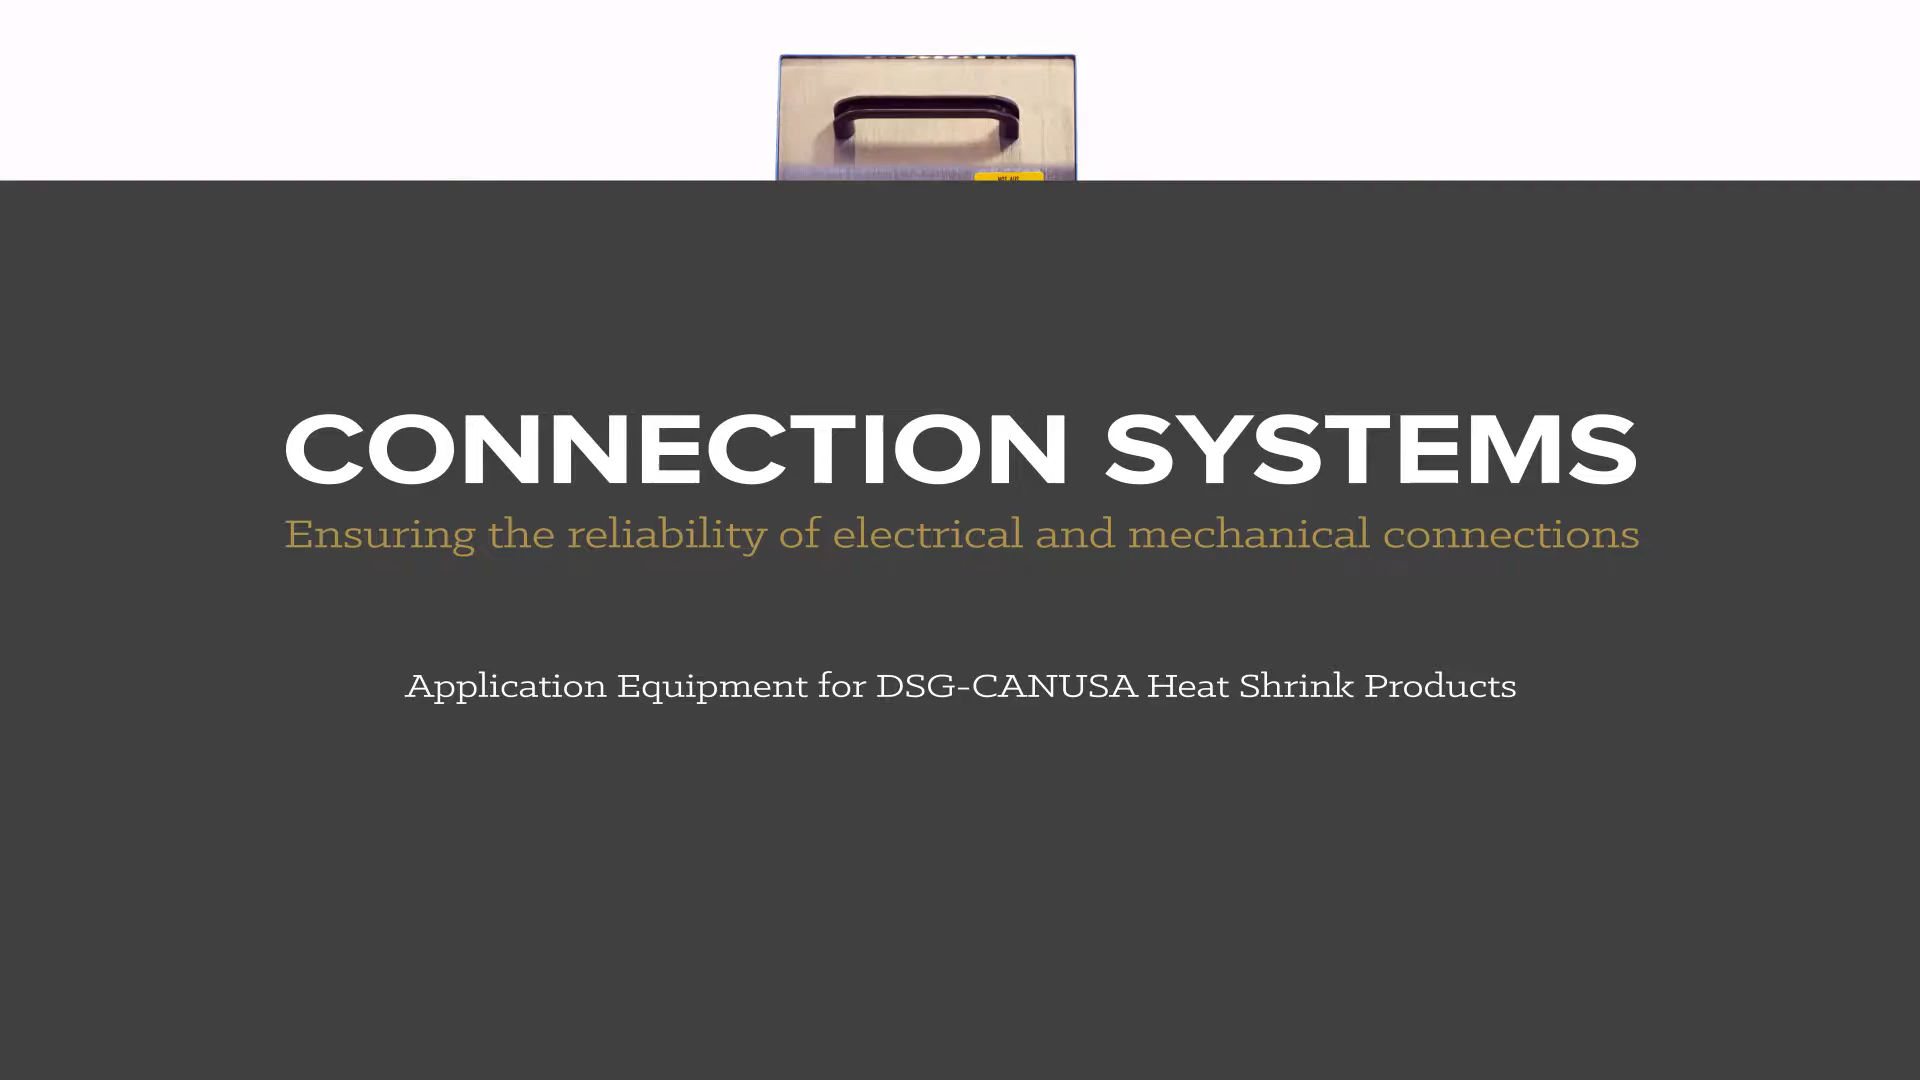 CONNECTION SYSTEMS
Ensuring the reliability of electrical and mechanical connections
Application Equipment for DSG-CANUSA Heat Shrink Products